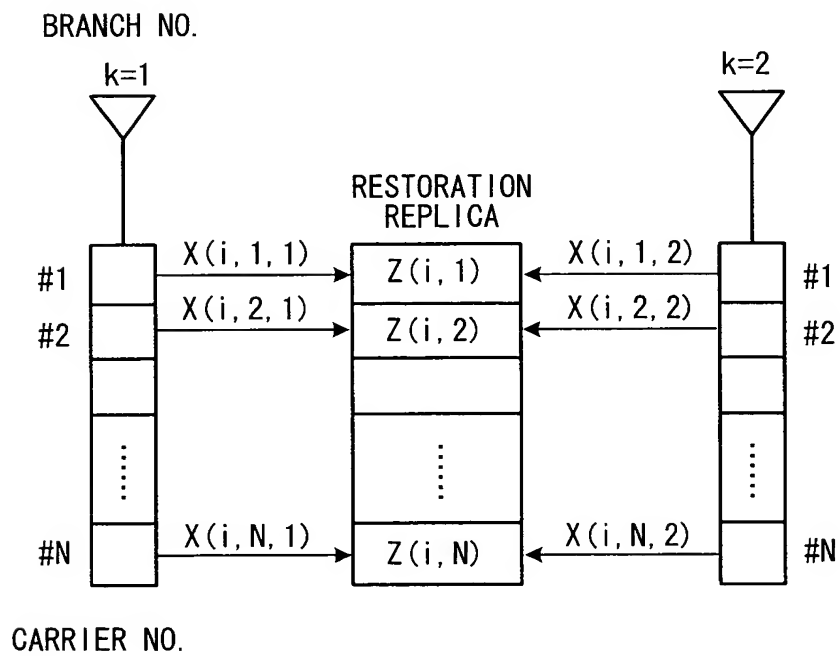 BRANCH NO.
k=1
k=2
RESTORATION
REPLICA
#1 X(i,1,1) Z(i,1) X(i,1,2) #1
#2 X(i,2,1) Z(i,2) X(i,2,2) #2
#N X(i,N,1) Z(i,N) X(i,N,2) #N
CARRIER NO.